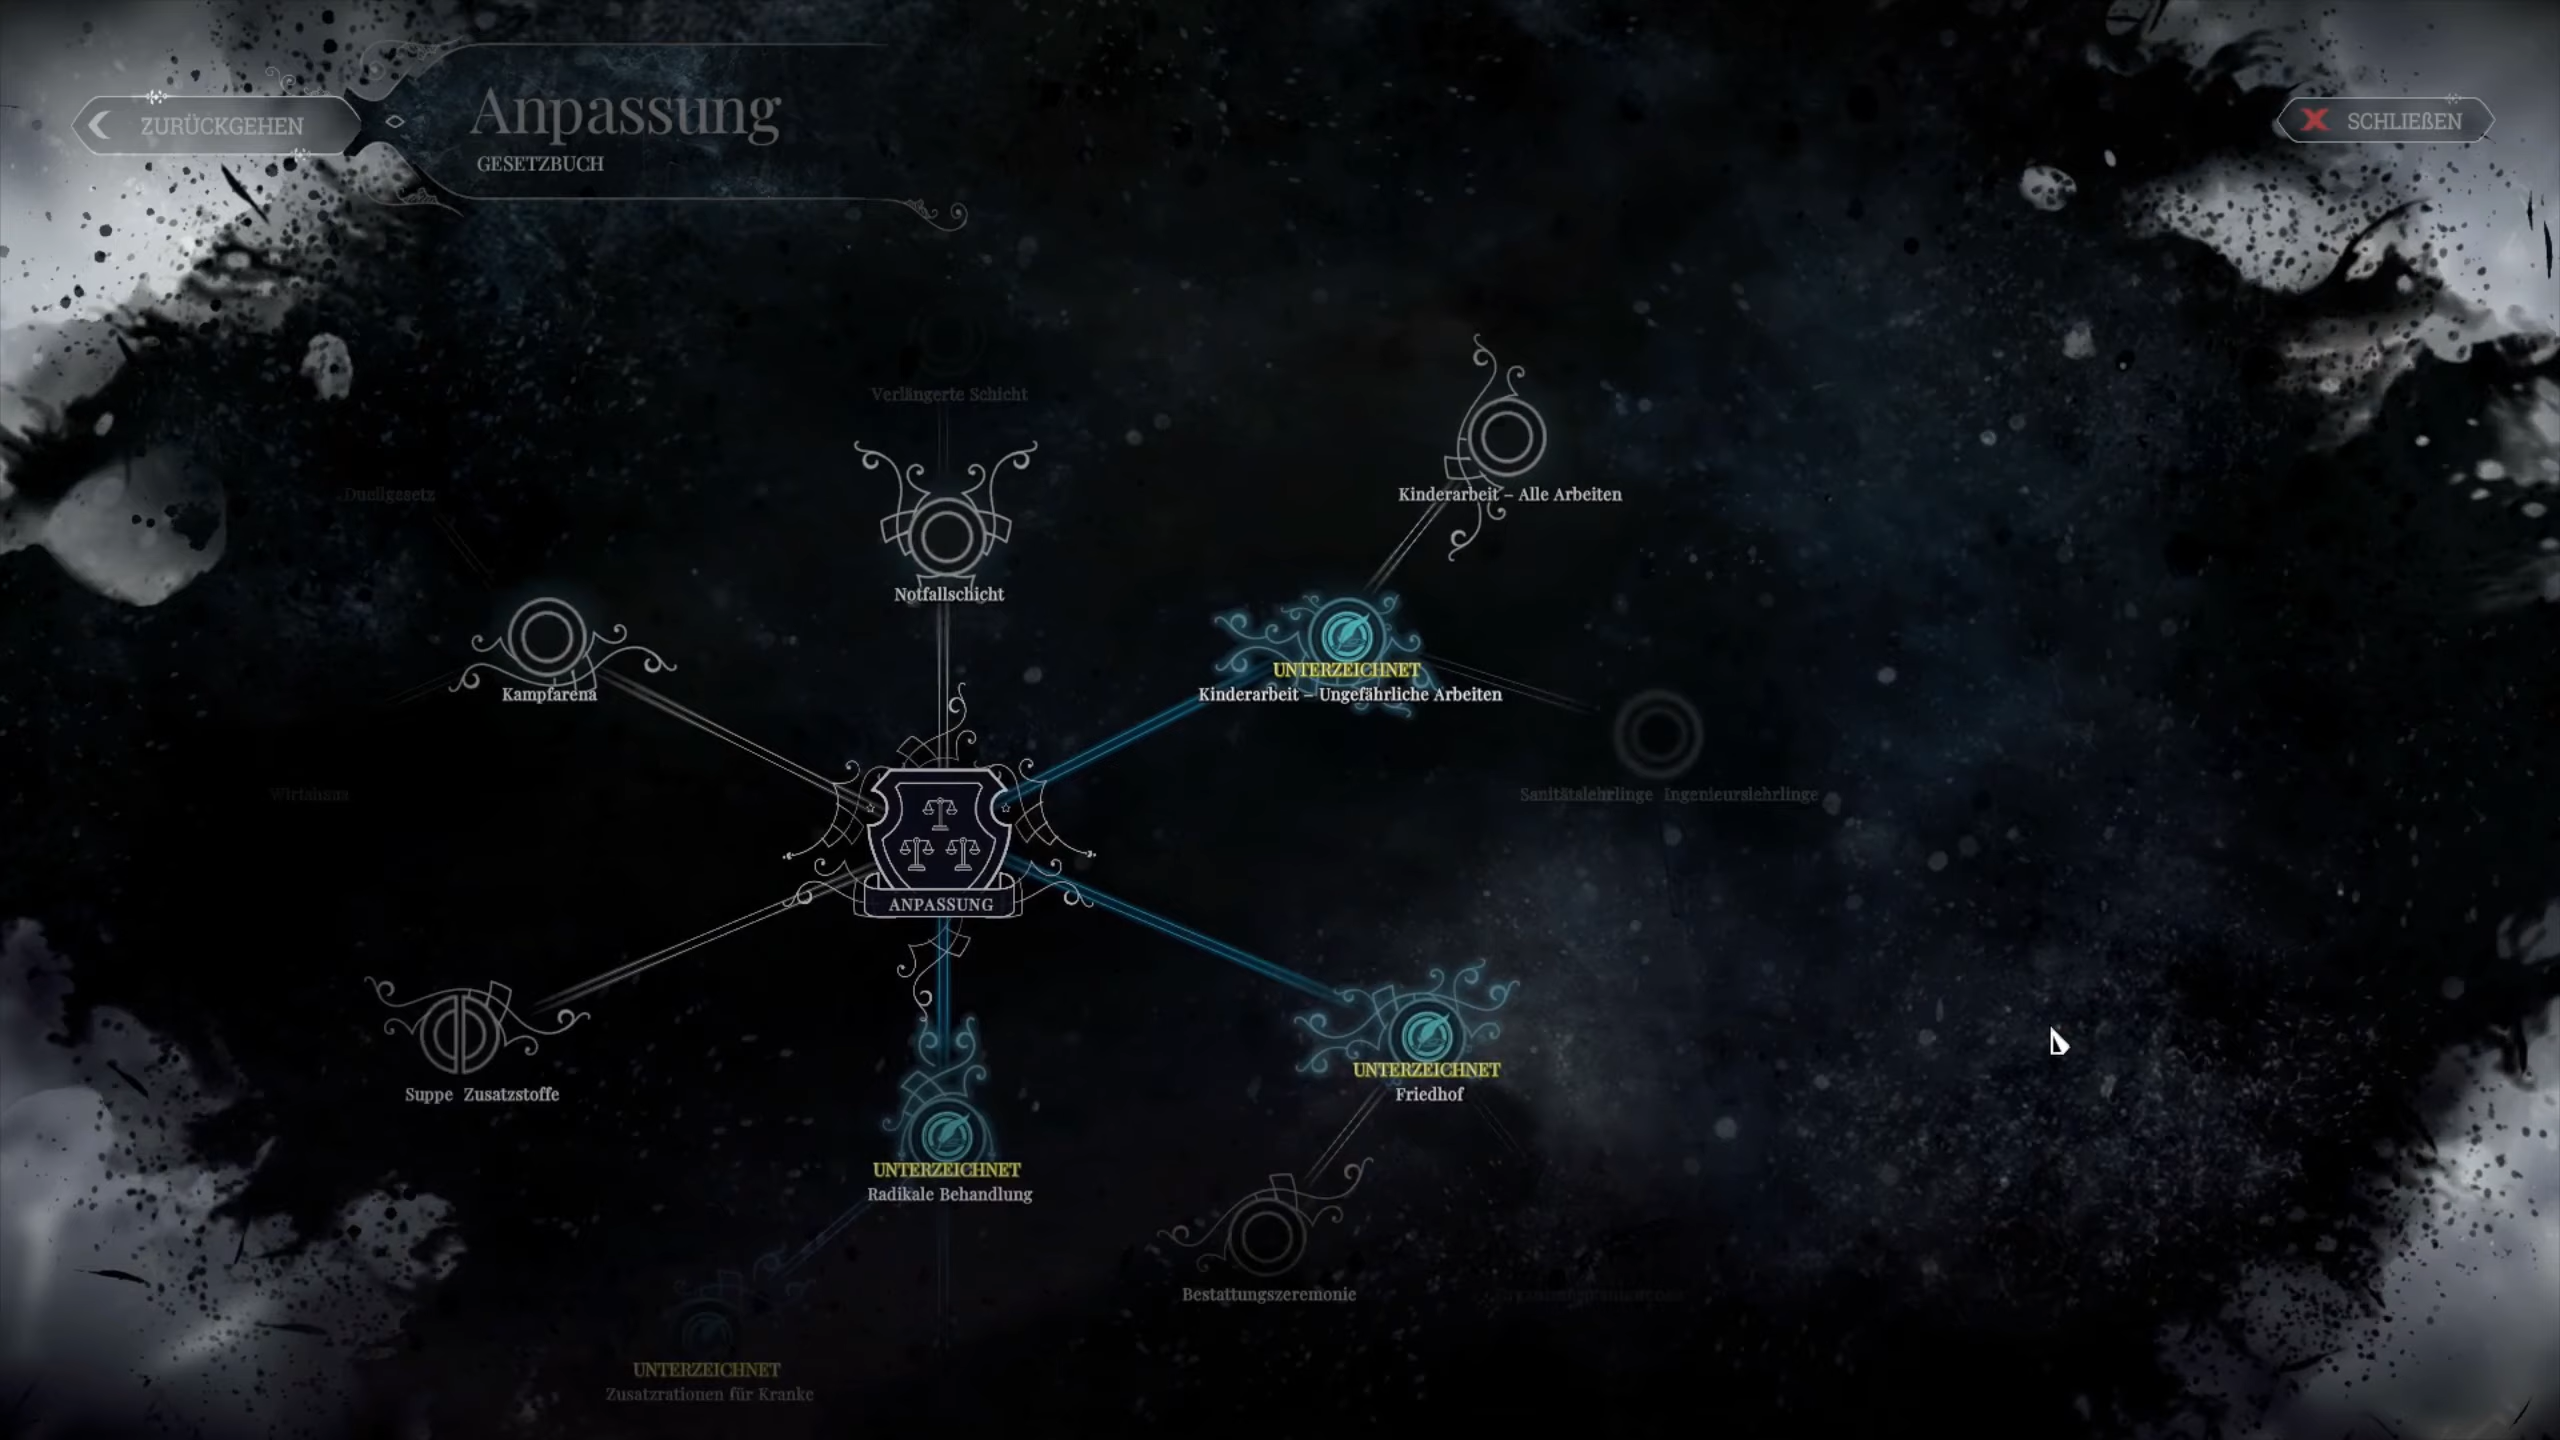 ZURÜCKGEHEN
Anpassung
GESETZBUCH
SCHLIEßEN
Verlängerte Schicht
Duellgesetz
Kinderarbeit – Alle Arbeiten
Notfallschicht
UNTERZEICHNET
Kampfarena
Kinderarbeit – Ungefährliche Arbeiten
Wirtshaus
Sanitätslehrlinge Ingenieurslehrlinge
ANPASSUNG
UNTERZEICHNET
Suppe Zusatzstoffe
Friedhof
UNTERZEICHNET
Radikale Behandlung
Bestattungszeremonie
UNTERZEICHNET
Zusatzrationen für Kranke